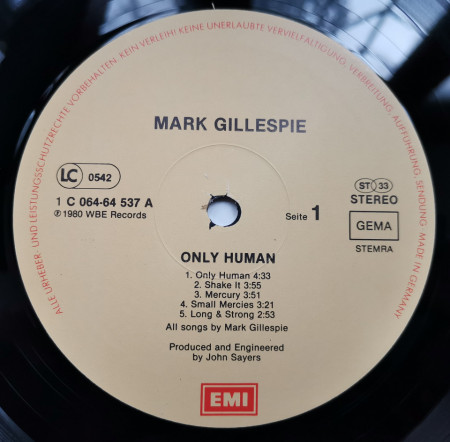 ALLE URHEBER- UND LEISTUNGSSCHUTZRECHTE VORBEHALTEN. KEIN VERLEIH! KEINE UNERLAUBTE VERVIELFÄLTIGUNG, VERBREITUNG, AUFFÜHRUNG, SENDUNG. MADE IN GERMANY
MARK GILLESPIE
LC 0542
1 C 064-64 537 A
℗ 1980 WBE Records
Seite 1
ST 33
STEREO
GEMA
STEMRA
ONLY HUMAN
1. Only Human 4:33
2. Shake It 3:55
3. Mercury 3:51
4. Small Mercies 3:21
5. Long & Strong 2:53
All songs by Mark Gillespie
Produced and Engineered
by John Sayers
EMI